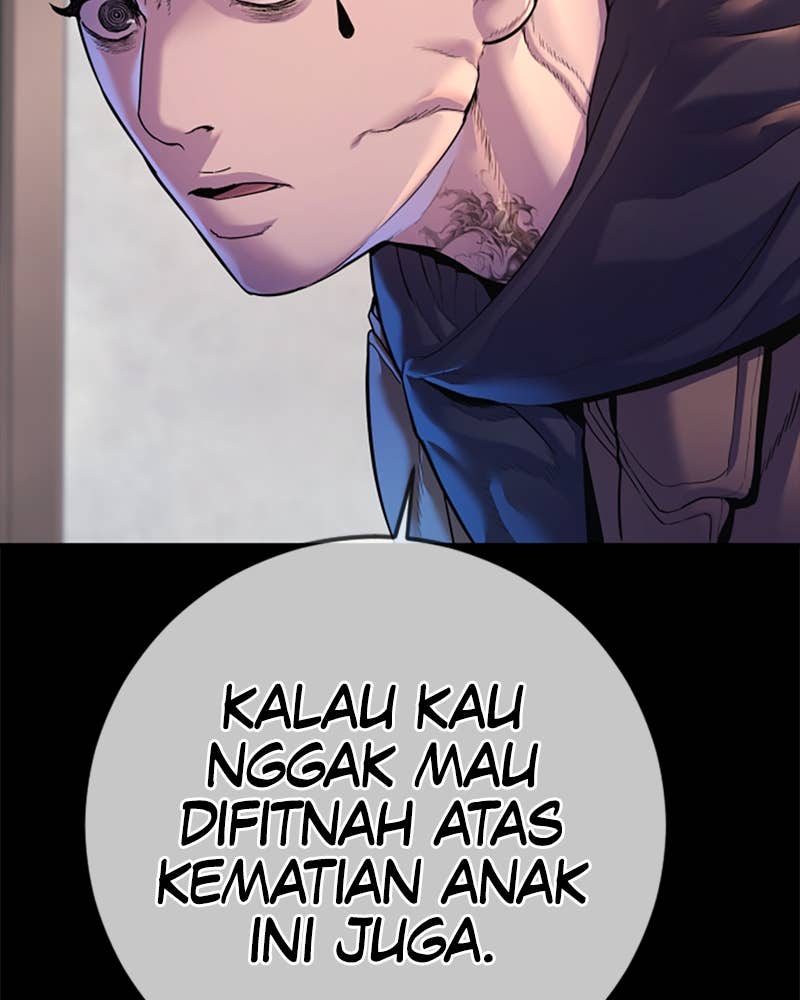 KALAU KAU
NGGAK MAU
DIFITNAH ATAS
KEMATIAN ANAK
INI JUGA.